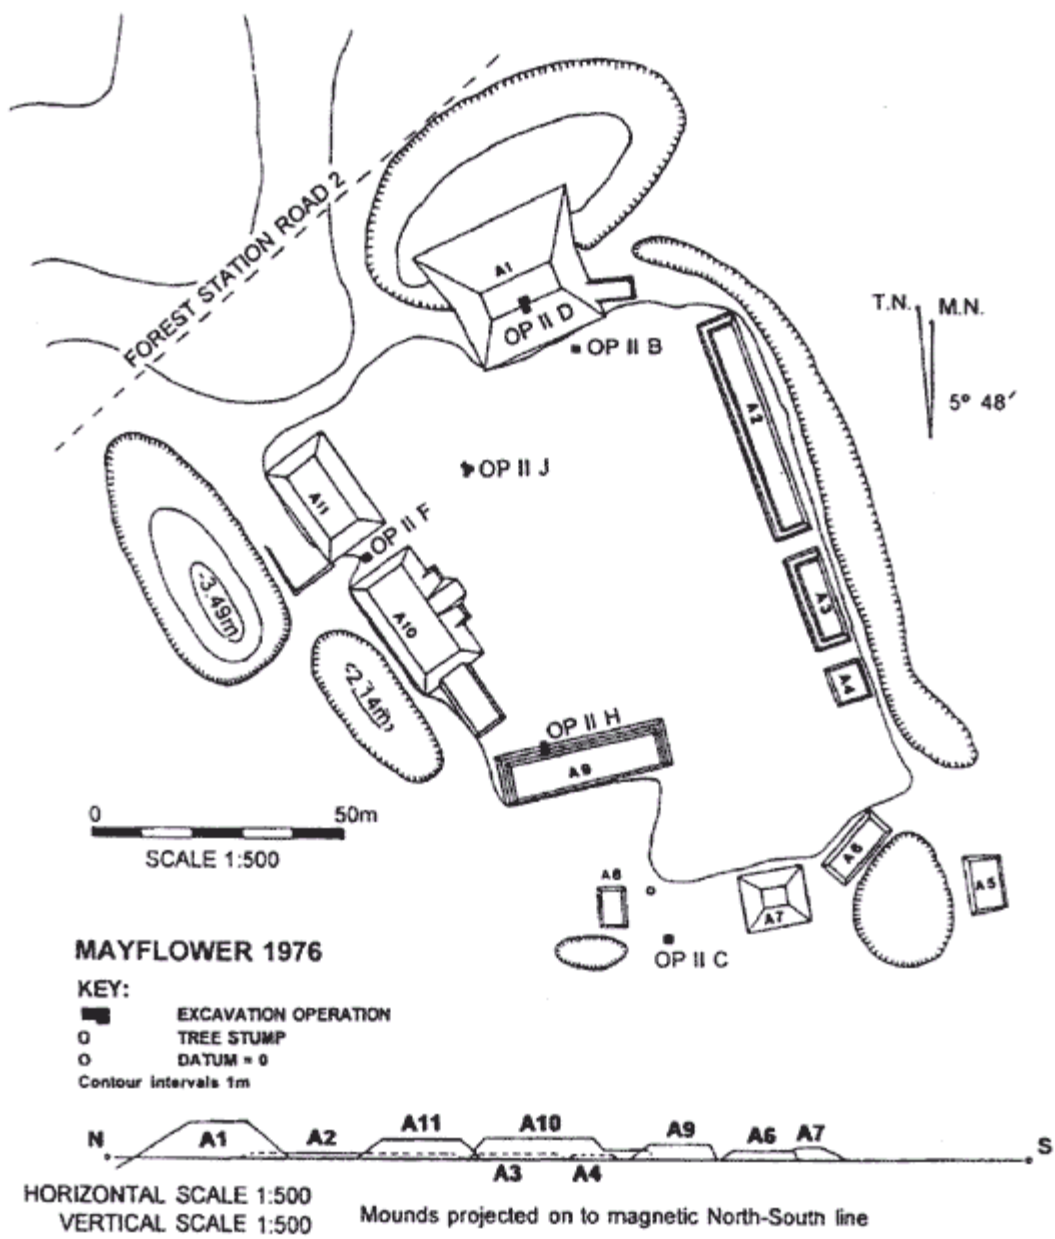 FOREST STATION ROAD 2
A1
OP II D
OP II B
T.N. M.N.
5° 48′
A2
OP II J
A11
OP II F
-3.49m
A3
A10
A4
-2.14m
OP II H
A9
0 50m
SCALE 1:500
A6
A8
A5
A7
OP II C
MAYFLOWER 1976
KEY:
EXCAVATION OPERATION
TREE STUMP
DATUM = 0
Contour intervals 1m
N A1 A2 A11 A10 A9 A6 A7 S
A3 A4
HORIZONTAL SCALE 1:500
VERTICAL SCALE 1:500
Mounds projected on to magnetic North-South line